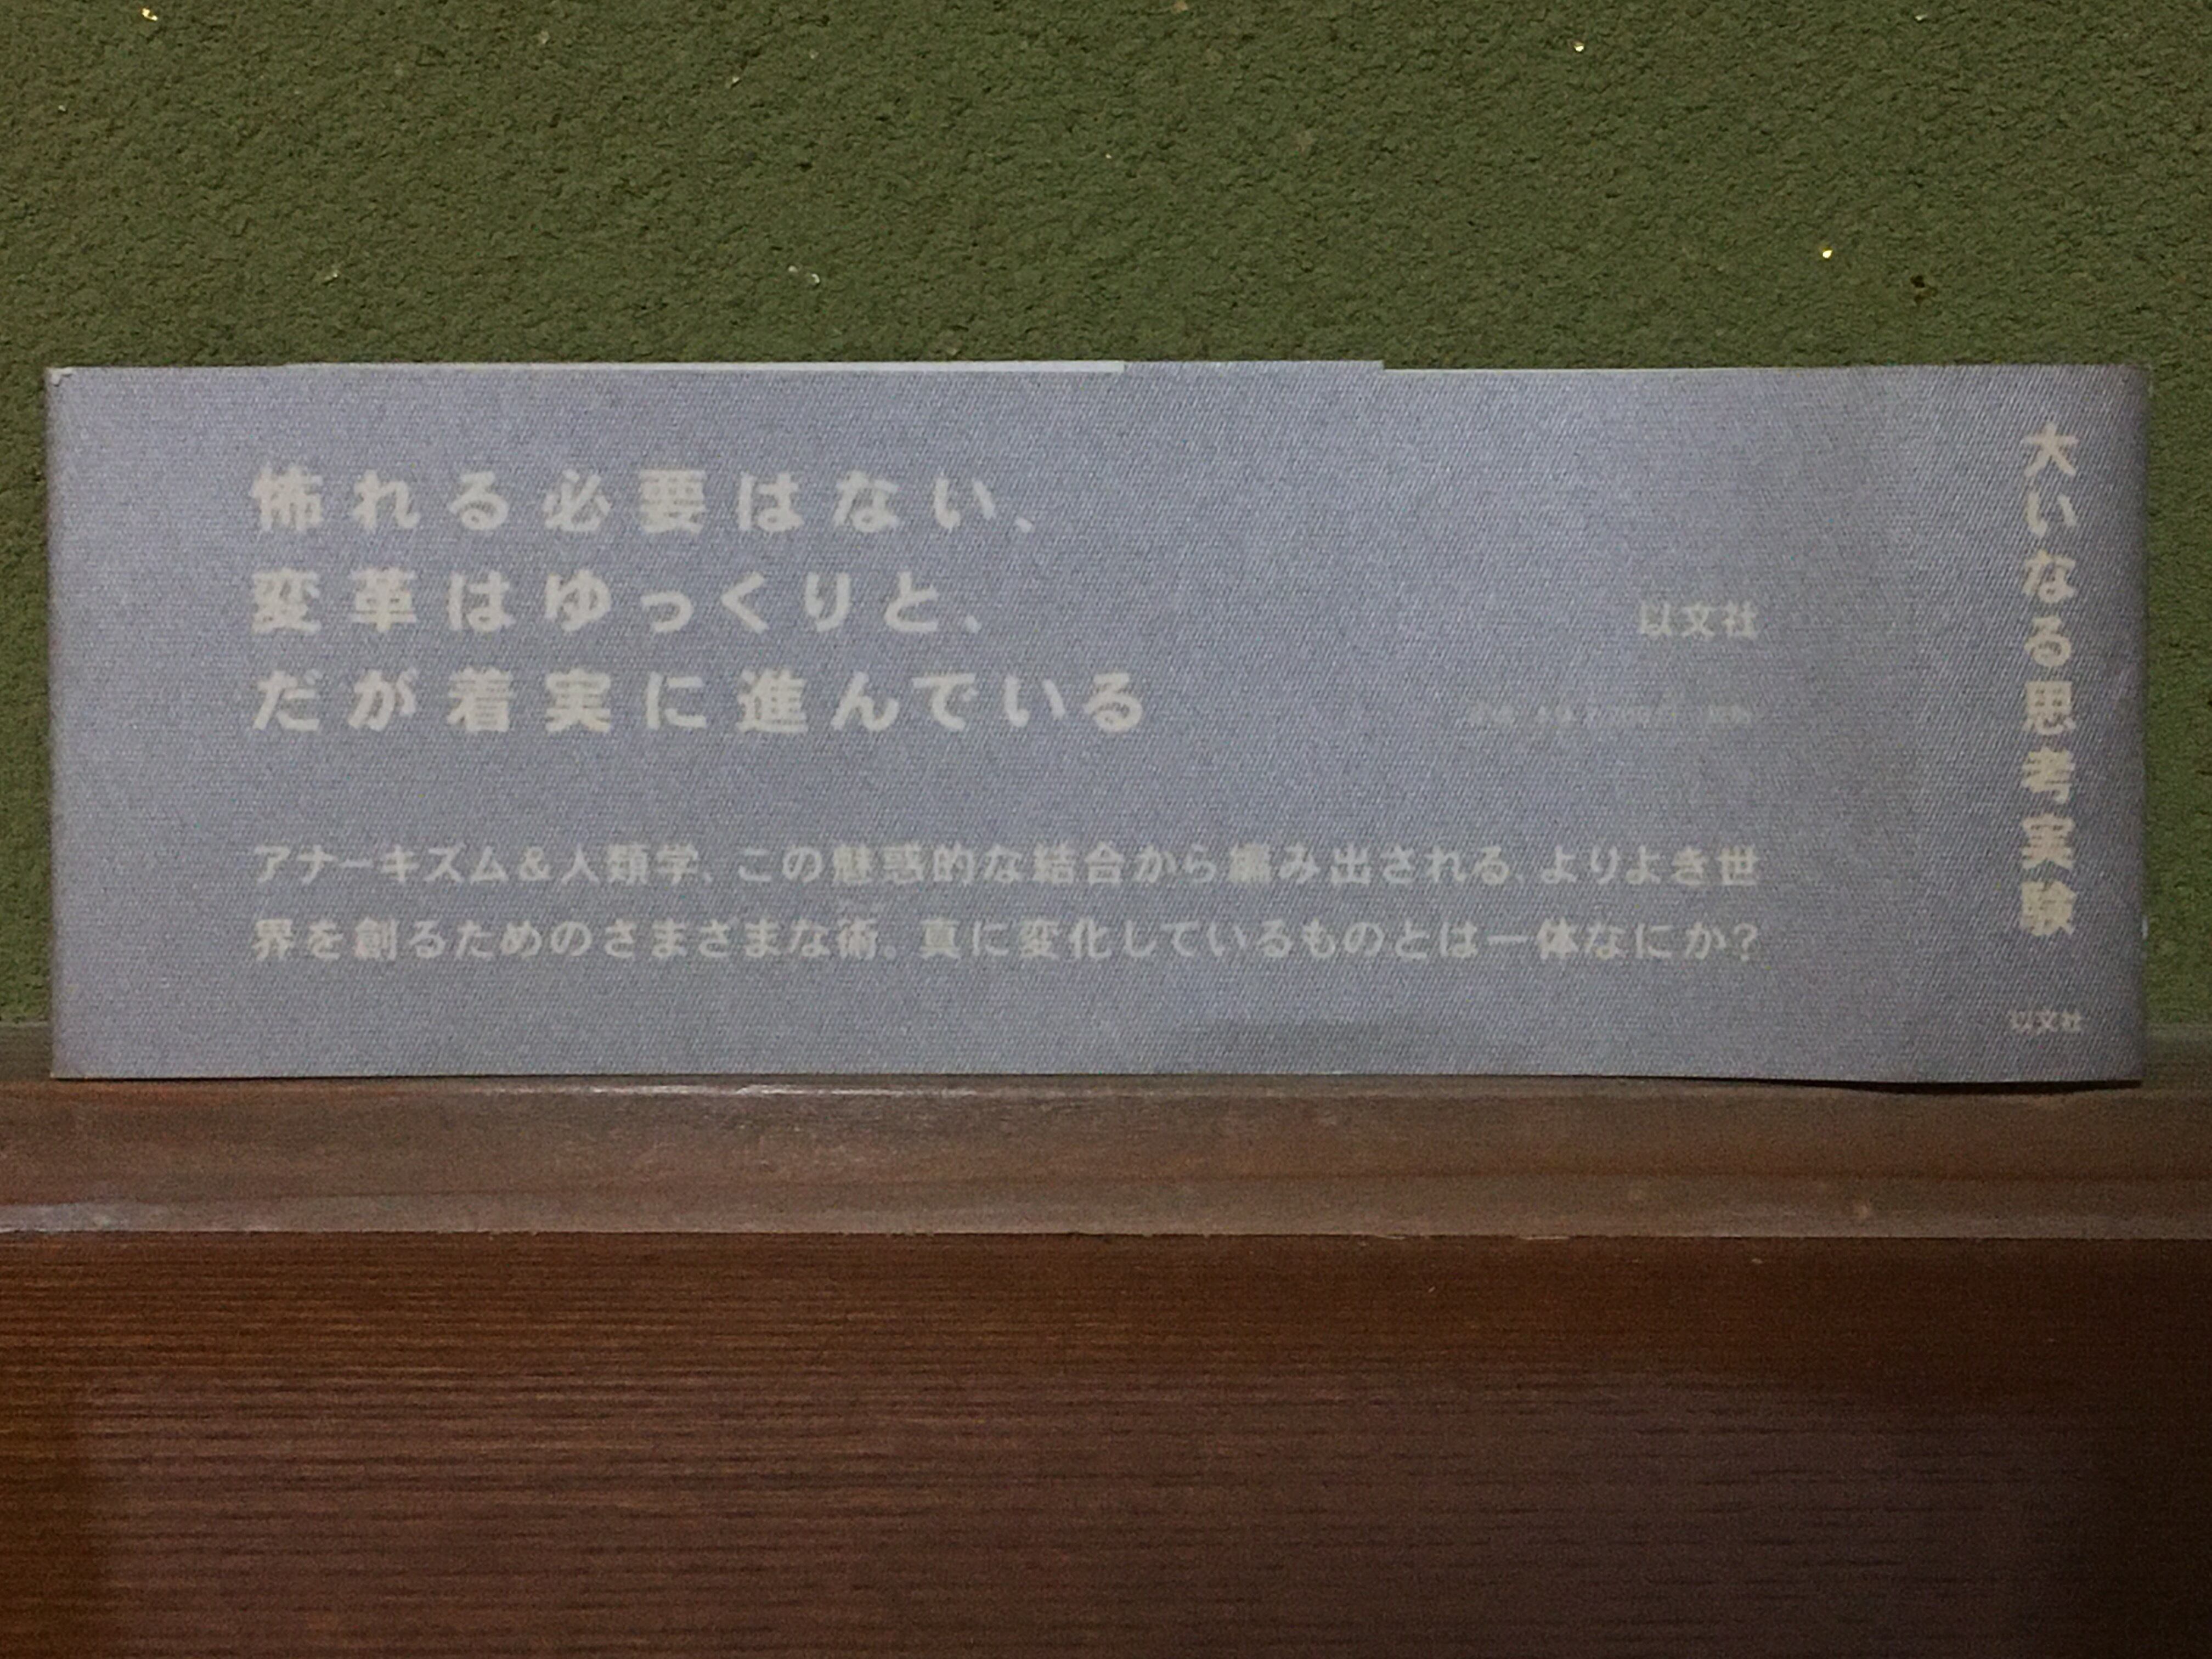 怖れる必要はない、
変革はゆっくりと、
だが着実に進んでいる
以文社
アナーキズム&人類学、この魅惑的な結合から編み出される、よりよき世
界を創るためのさまざまな術。真に変化しているものとは一体なにか?
大いなる思考実験
以文社